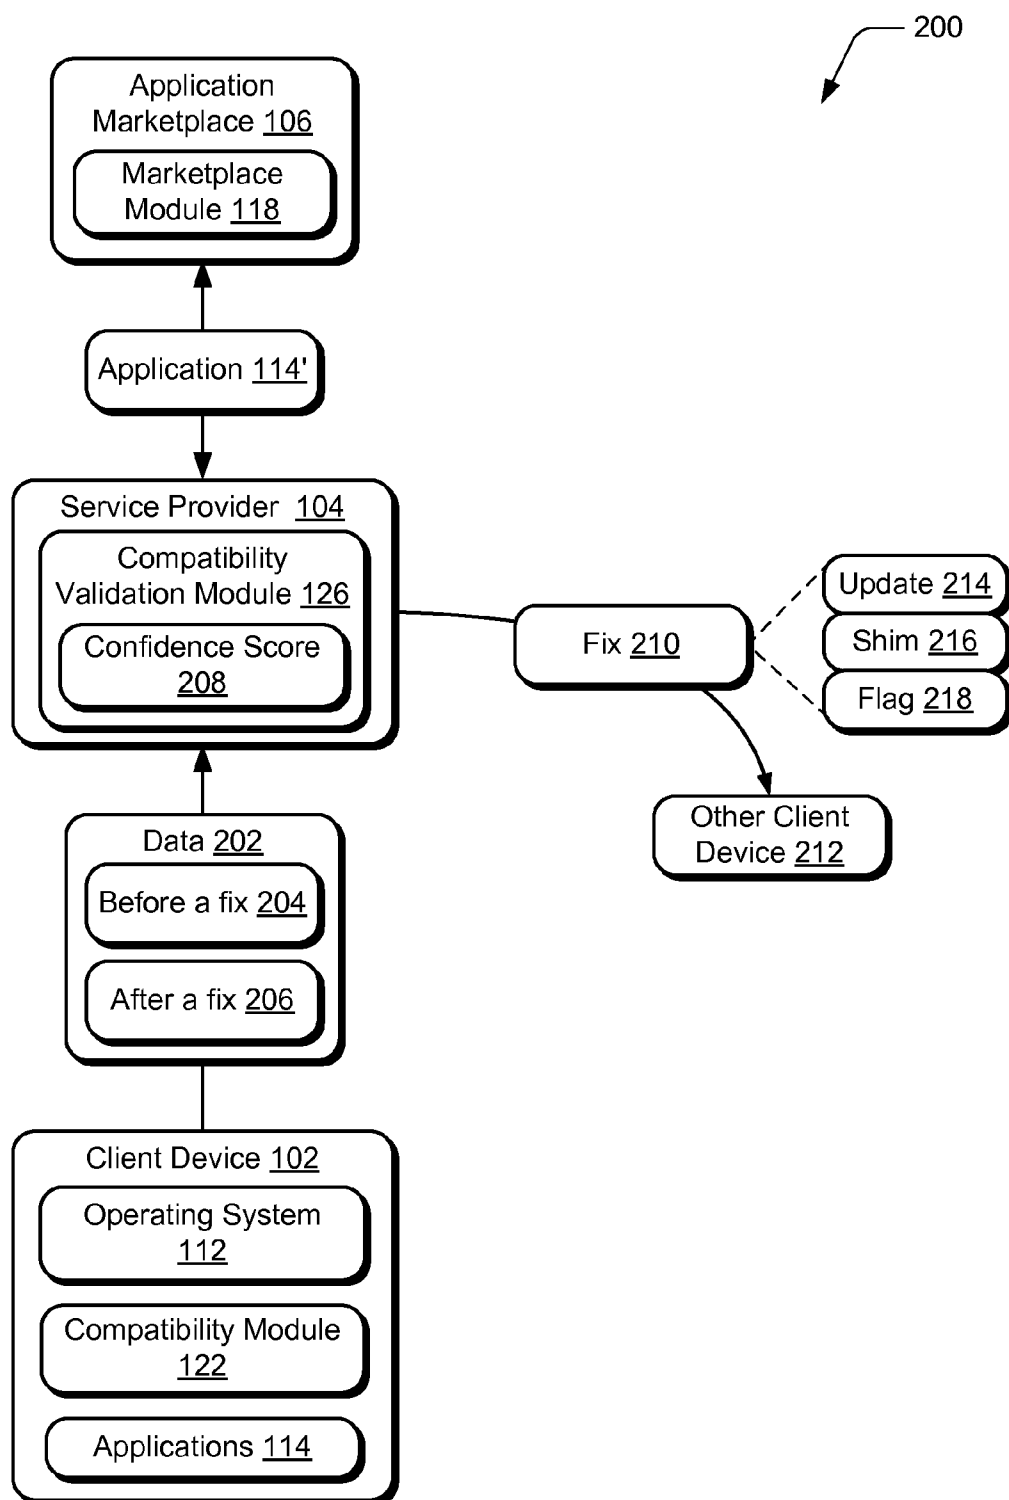 200
Application
Marketplace 106
Marketplace
Module 118
Application 114'
Service Provider 104
Compatibility
Validation Module 126
Confidence Score
208
Fix 210
Update 214
Shim 216
Flag 218
Other Client
Device 212
Data 202
Before a fix 204
After a fix 206
Client Device 102
Operating System
112
Compatibility Module
122
Applications 114